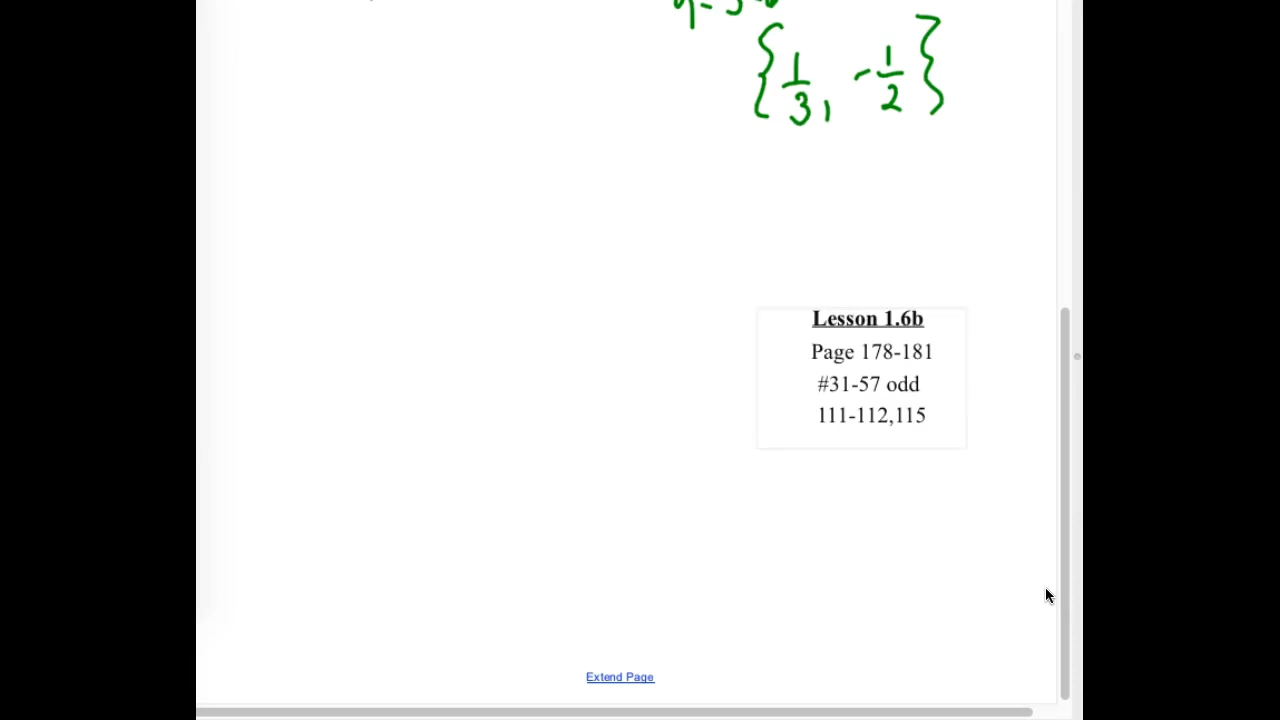 {1/3, -1/2}
Lesson 1.6b
Page 178-181
#31-57 odd
111-112,115
Extend Page